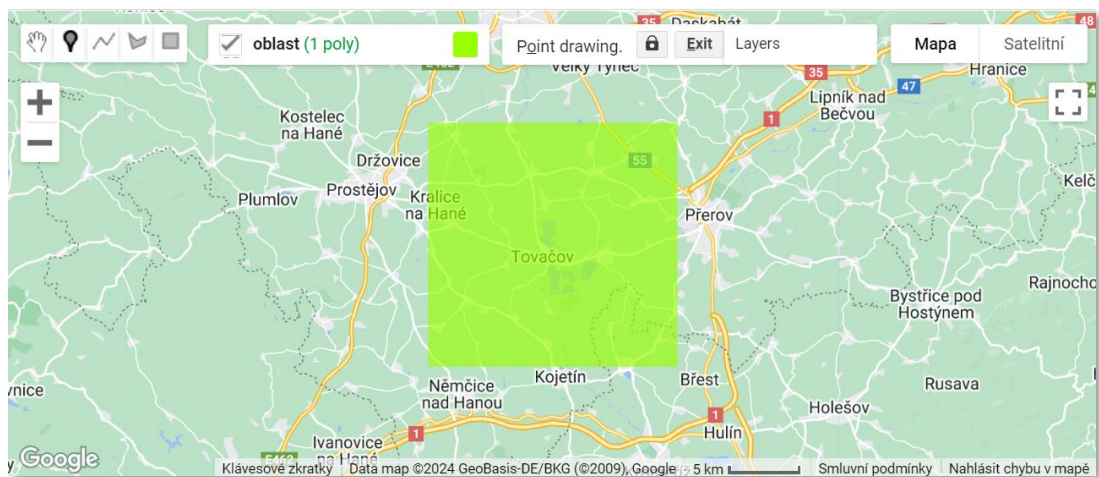 35 Daskabát 48
oblast (1 poly)
Point drawing. Exit Layers
Mapa Satelitní
Velký Týnec
35
Hranice
47
Lipník nad
Bečvou
1
Kostelec
na Hané
Držovice
55
Prostějov
Plumlov
Kralice
na Hané
Kelč
Přerov
Tovačov
Bystřice pod
Hostýnem
Rajnocho
Kojetín
Břest
Němčice
nad Hanou
Rusava
vnice
Holešov
1
Hulín
1
Ivanovice
na Hané
E462
Google
Klávesové zkratky Data map ©2024 GeoBasis-DE/BKG (©2009), Google 5 km Smluvní podmínky Nahlásit chybu v mapě